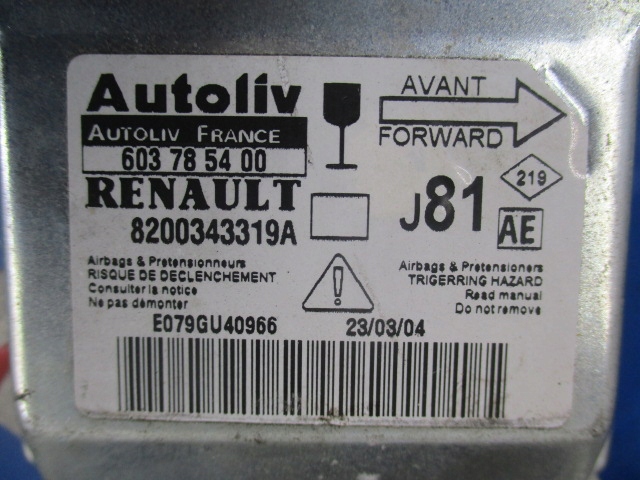 Autoliv
AUTOLIV FRANCE
603 78 54 00
RENAULT
8200343319A
AVANT
FORWARD
J81
219
AE
Airbags & Pretensionneurs
RISQUE DE DECLENCHEMENT
Consulter la notice
Ne pas démonter
!
Airbags & Pretensioners
TRIGERRING HAZARD
Read manual
Do not remove
E079GU40966
23/03/04